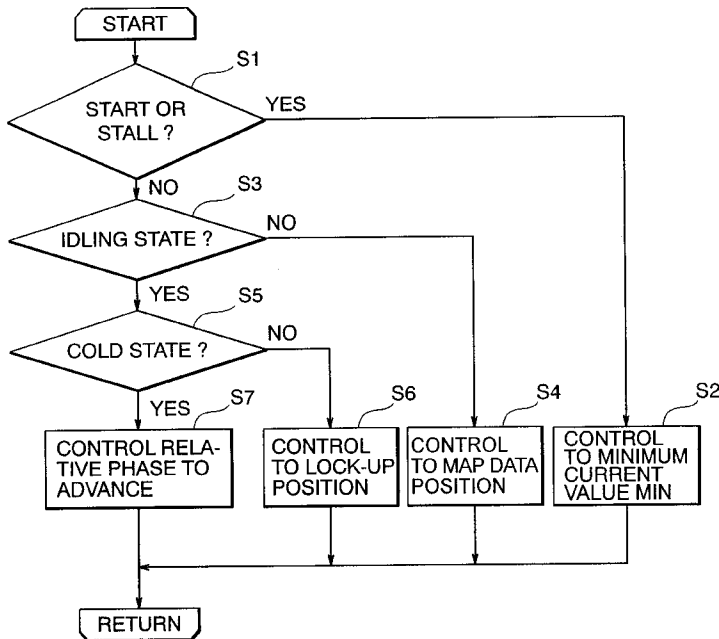 START
S1
START OR
STALL ?
YES
NO
S3
IDLING STATE ?
NO
YES
S5
COLD STATE ?
NO
YES
S7
S6
S4
S2
CONTROL RELA-
TIVE PHASE TO
ADVANCE
CONTROL
TO LOCK-UP
POSITION
CONTROL
TO MAP DATA
POSITION
CONTROL
TO MINIMUM
CURRENT
VALUE MIN
RETURN